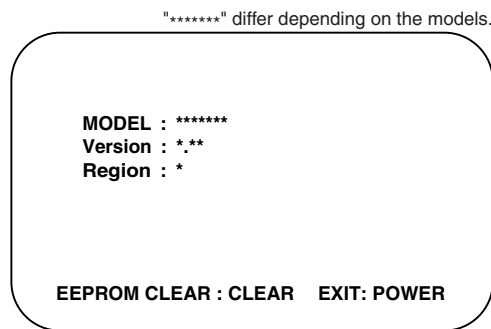 "*******" differ depending on the models.
MODEL : *******
Version : *.**
Region : *
EEPROM CLEAR : CLEAR EXIT: POWER